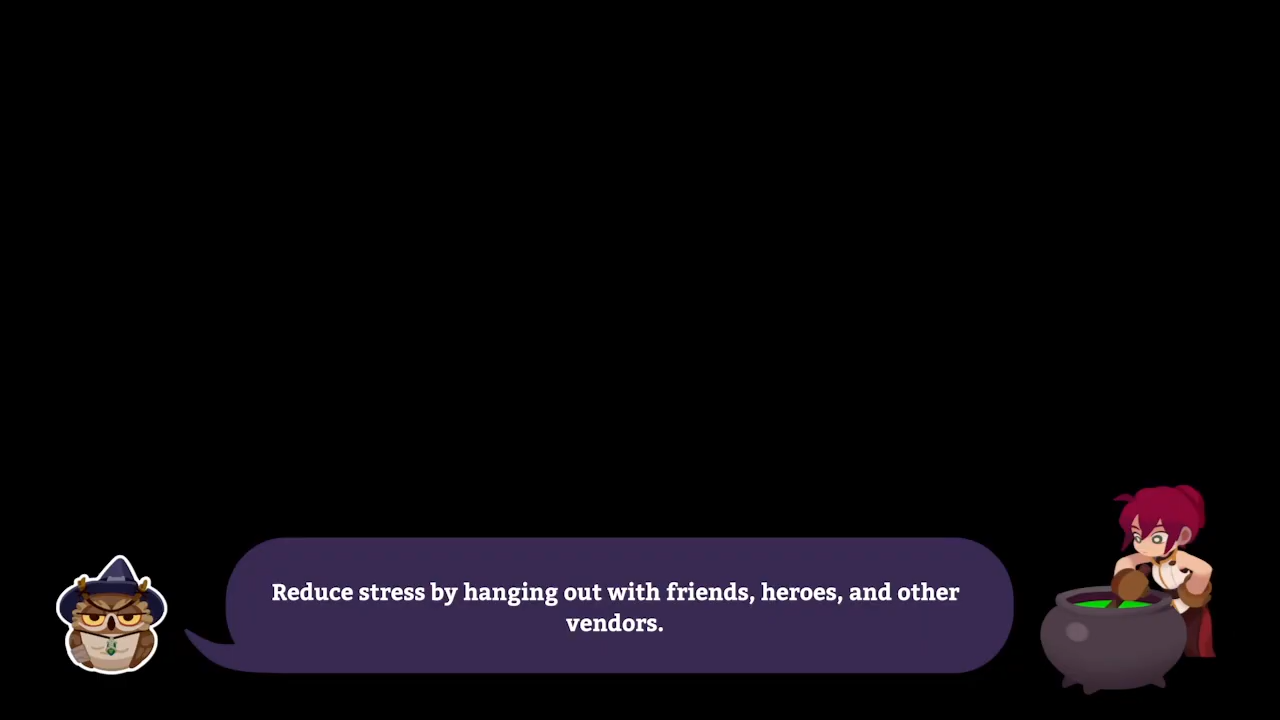 Reduce stress by hanging out with friends, heroes, and other
vendors.